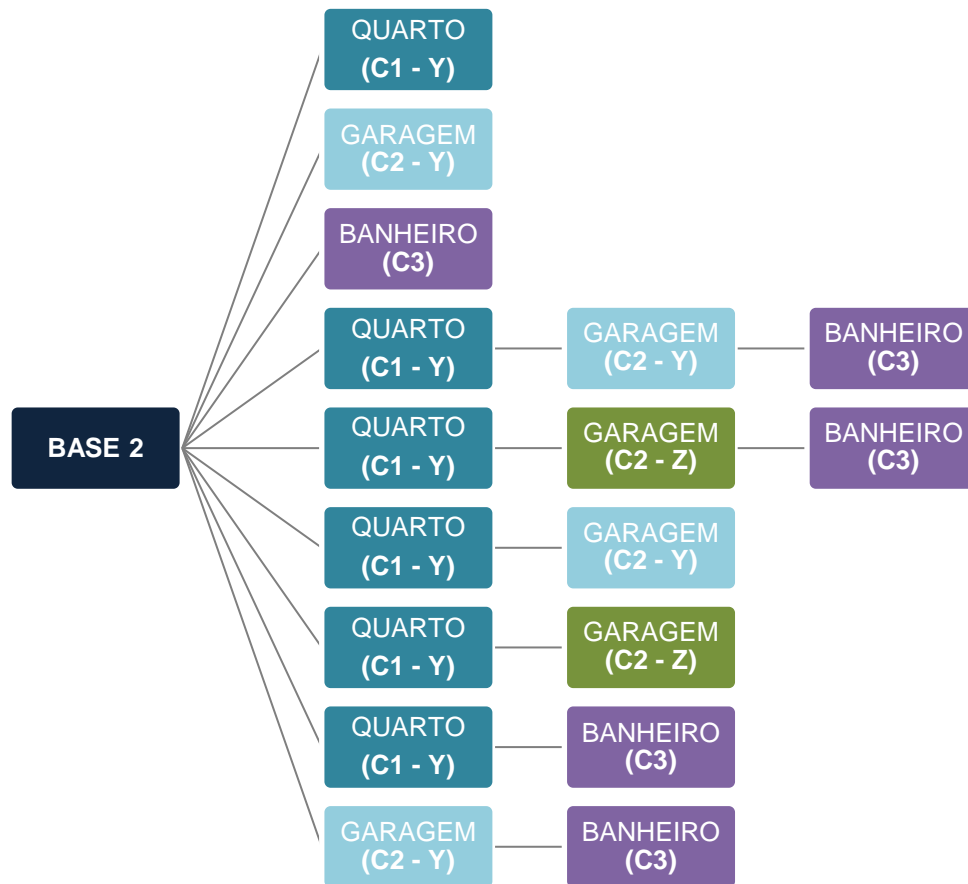 QUARTO
(C1 - Y)
GARAGEM
(C2 - Y)
BANHEIRO
(C3)
QUARTO
(C1 - Y)
GARAGEM
(C2 - Y)
BANHEIRO
(C3)
BASE 2
QUARTO
(C1 - Y)
GARAGEM
(C2 - Z)
BANHEIRO
(C3)
QUARTO
(C1 - Y)
GARAGEM
(C2 - Y)
QUARTO
(C1 - Y)
GARAGEM
(C2 - Z)
QUARTO
(C1 - Y)
BANHEIRO
(C3)
GARAGEM
(C2 - Y)
BANHEIRO
(C3)